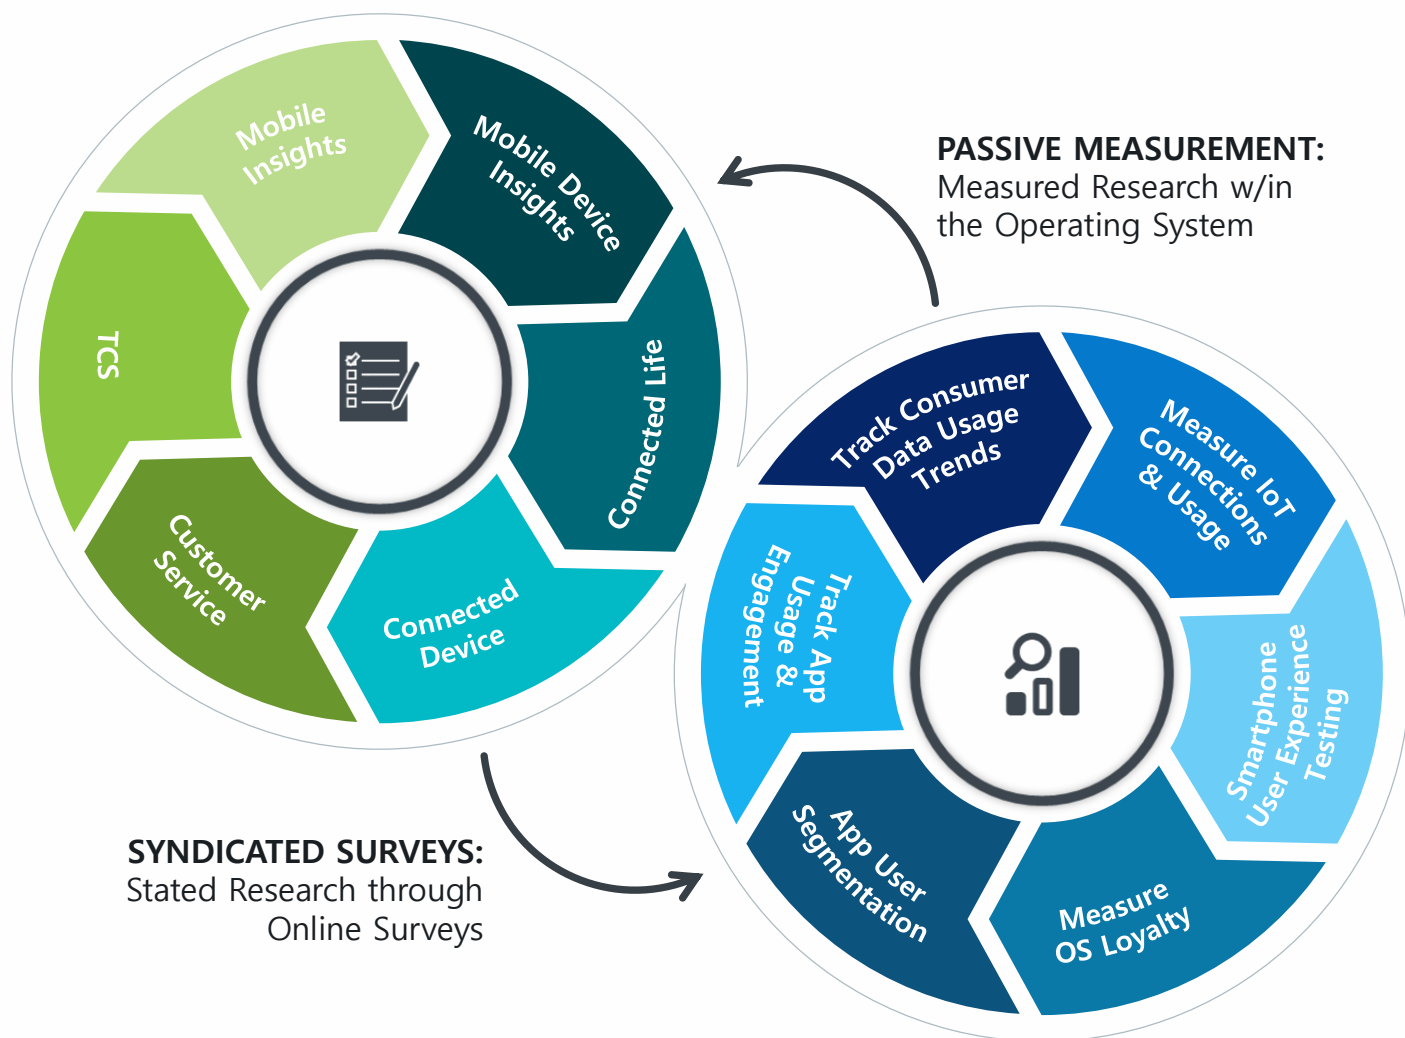 Mobile
Insights
Mobile Device
Insights
Connected Life
Connected
Device
Customer
Service
TCS
PASSIVE MEASUREMENT:
Measured Research w/in
the Operating System
Track Consumer
Data Usage
Trends
Measure IoT
Connections
& Usage
Smartphone
User Experience
Testing
Measure
OS Loyalty
App User
Segmentation
Track App
Usage &
Engagement
SYNDICATED SURVEYS:
Stated Research through
Online Surveys